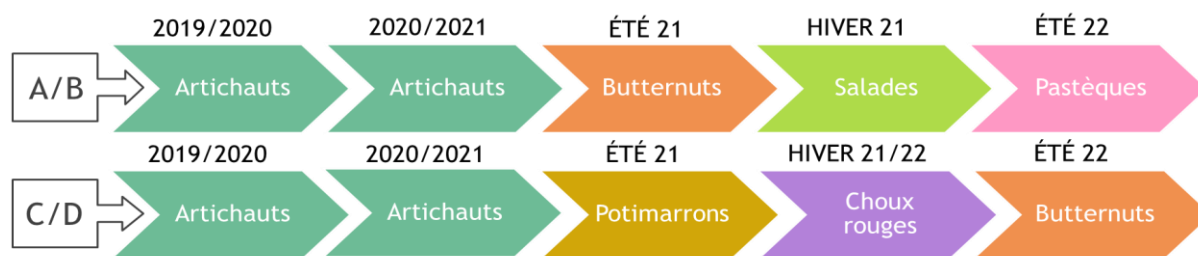 2019/2020 2020/2021 ÉTÉ 21 HIVER 21 ÉTÉ 22
A/B Artichauts Artichauts Butternuts Salades Pastèques
2019/2020 2020/2021 ÉTÉ 21 HIVER 21/22 ÉTÉ 22
C/D Artichauts Artichauts Potimarrons Choux rouges Butternuts